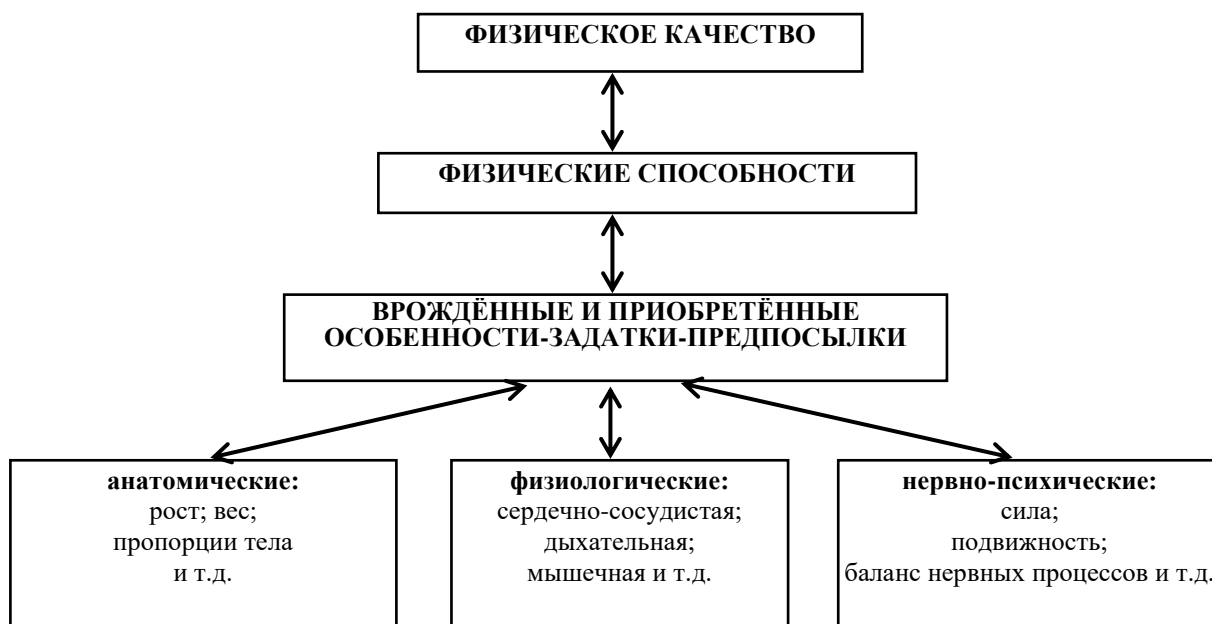 ФИЗИЧЕСКОЕ КАЧЕСТВО
ФИЗИЧЕСКИЕ СПОСОБНОСТИ
ВРОЖДЁННЫЕ И ПРИОБРЕТЁННЫЕ
ОСОБЕННОСТИ-ЗАДАТКИ-ПРЕДПОСЫЛКИ
анатомические:
рост; вес;
пропорции тела
и т.д.
физиологические:
сердечно-сосудистая;
дыхательная;
мышечная и т.д.
нервно-психические:
сила;
подвижность;
баланс нервных процессов и т.д.